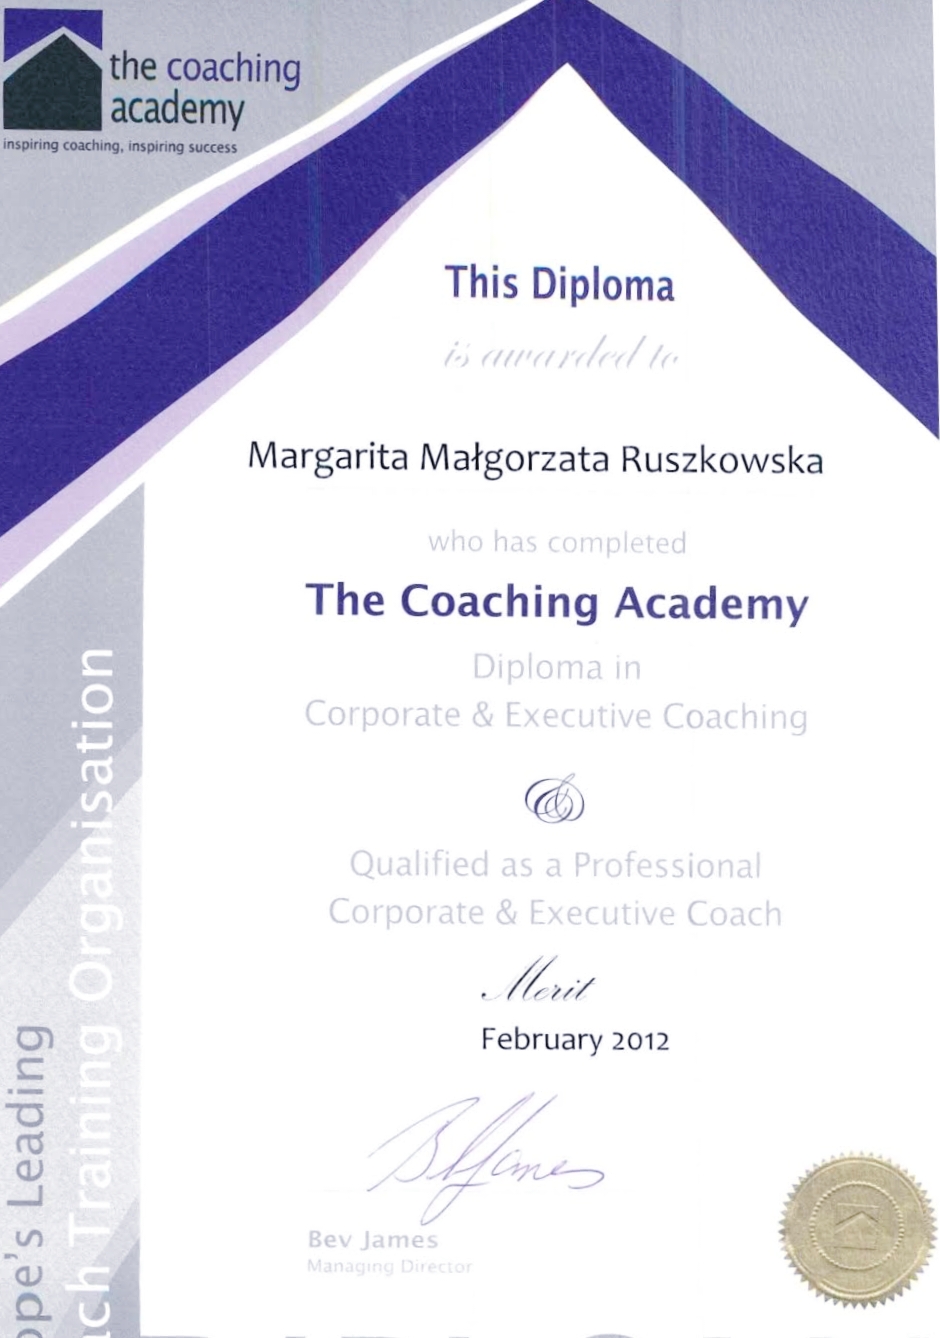 the coaching
academy
inspiring coaching, inspiring success
This Diploma
is awarded to
Margarita Małgorzata Ruszkowska
who has completed
The Coaching Academy
Diploma in
Corporate & Executive Coaching
&
Qualified as a Professional
Corporate & Executive Coach
Merit
February 2012
BJames
Bev James
Managing Director
ope's Leading
ch Training Organisation